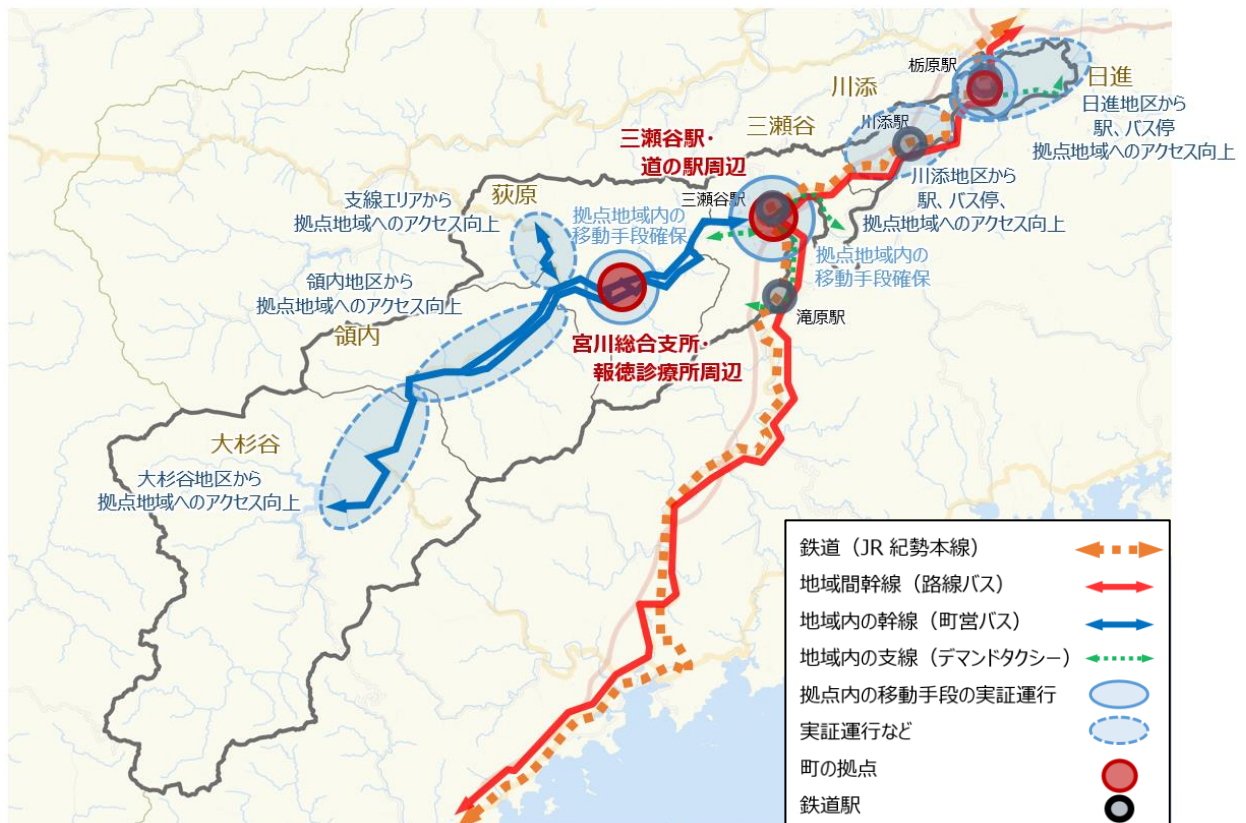 栃原駅
日進
川添
日進地区から
駅、バス停
拠点地域へのアクセス向上
三瀬谷
川添駅
三瀬谷駅・
道の駅周辺
川添地区から
駅、バス停、
拠点地域へのアクセス向上
荻原
三瀬谷駅
支線エリアから
拠点地域へのアクセス向上
拠点地域内の
移動手段確保
拠点地域内の
移動手段確保
領内地区から
拠点地域へのアクセス向上
滝原駅
領内
宮川総合支所・
報徳診療所周辺
大杉谷
大杉谷地区から
拠点地域へのアクセス向上
鉄道（JR 紀勢本線）
地域間幹線（路線バス）
地域内の幹線（町営バス）
地域内の支線（デマンドタクシー）
拠点内の移動手段の実証運行
実証運行など
町の拠点
鉄道駅